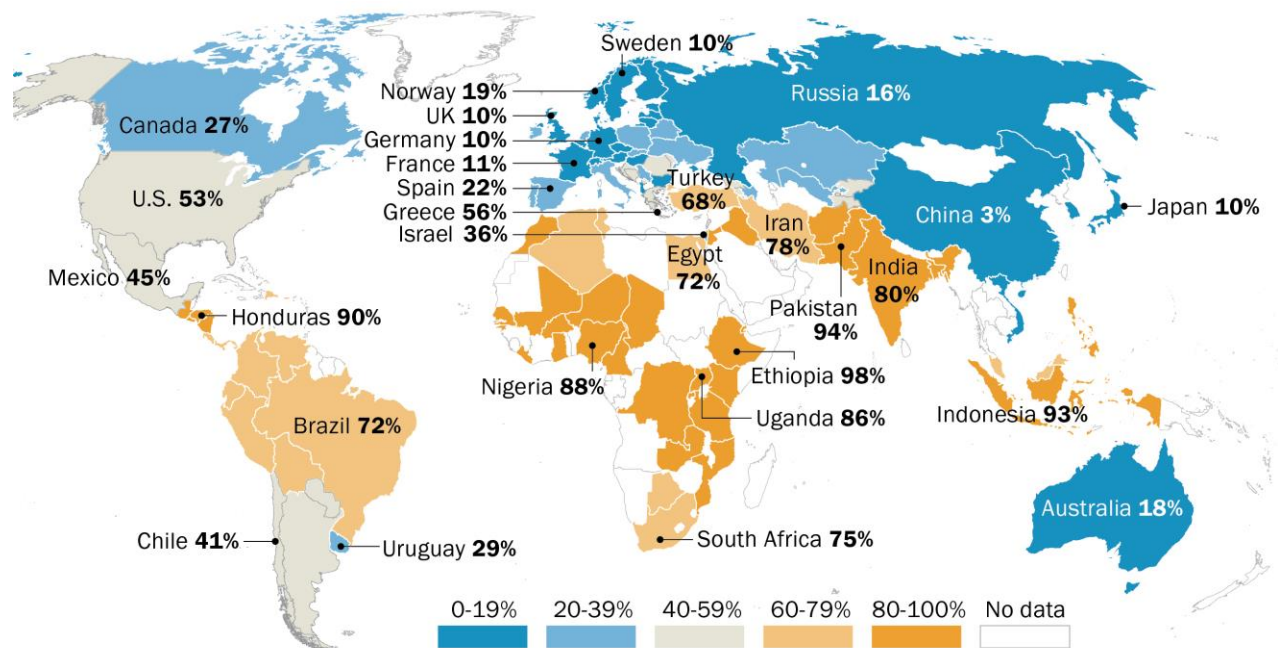 Sweden 10%
Norway 19%
UK 10%
Germany 10%
France 11%
Spain 22%
Greece 56%
Israel 36%
Russia 16%
Canada 27%
U.S. 53%
Mexico 45%
Honduras 90%
Turkey
68%
Iran
78%
Egypt
72%
China 3%
Japan 10%
India
80%
Pakistan
94%
Nigeria 88%
Ethiopia 98%
Uganda 86%
Indonesia 93%
Brazil 72%
Chile 41%
Uruguay 29%
South Africa 75%
Australia 18%
0-19% 20-39% 40-59% 60-79% 80-100% No data